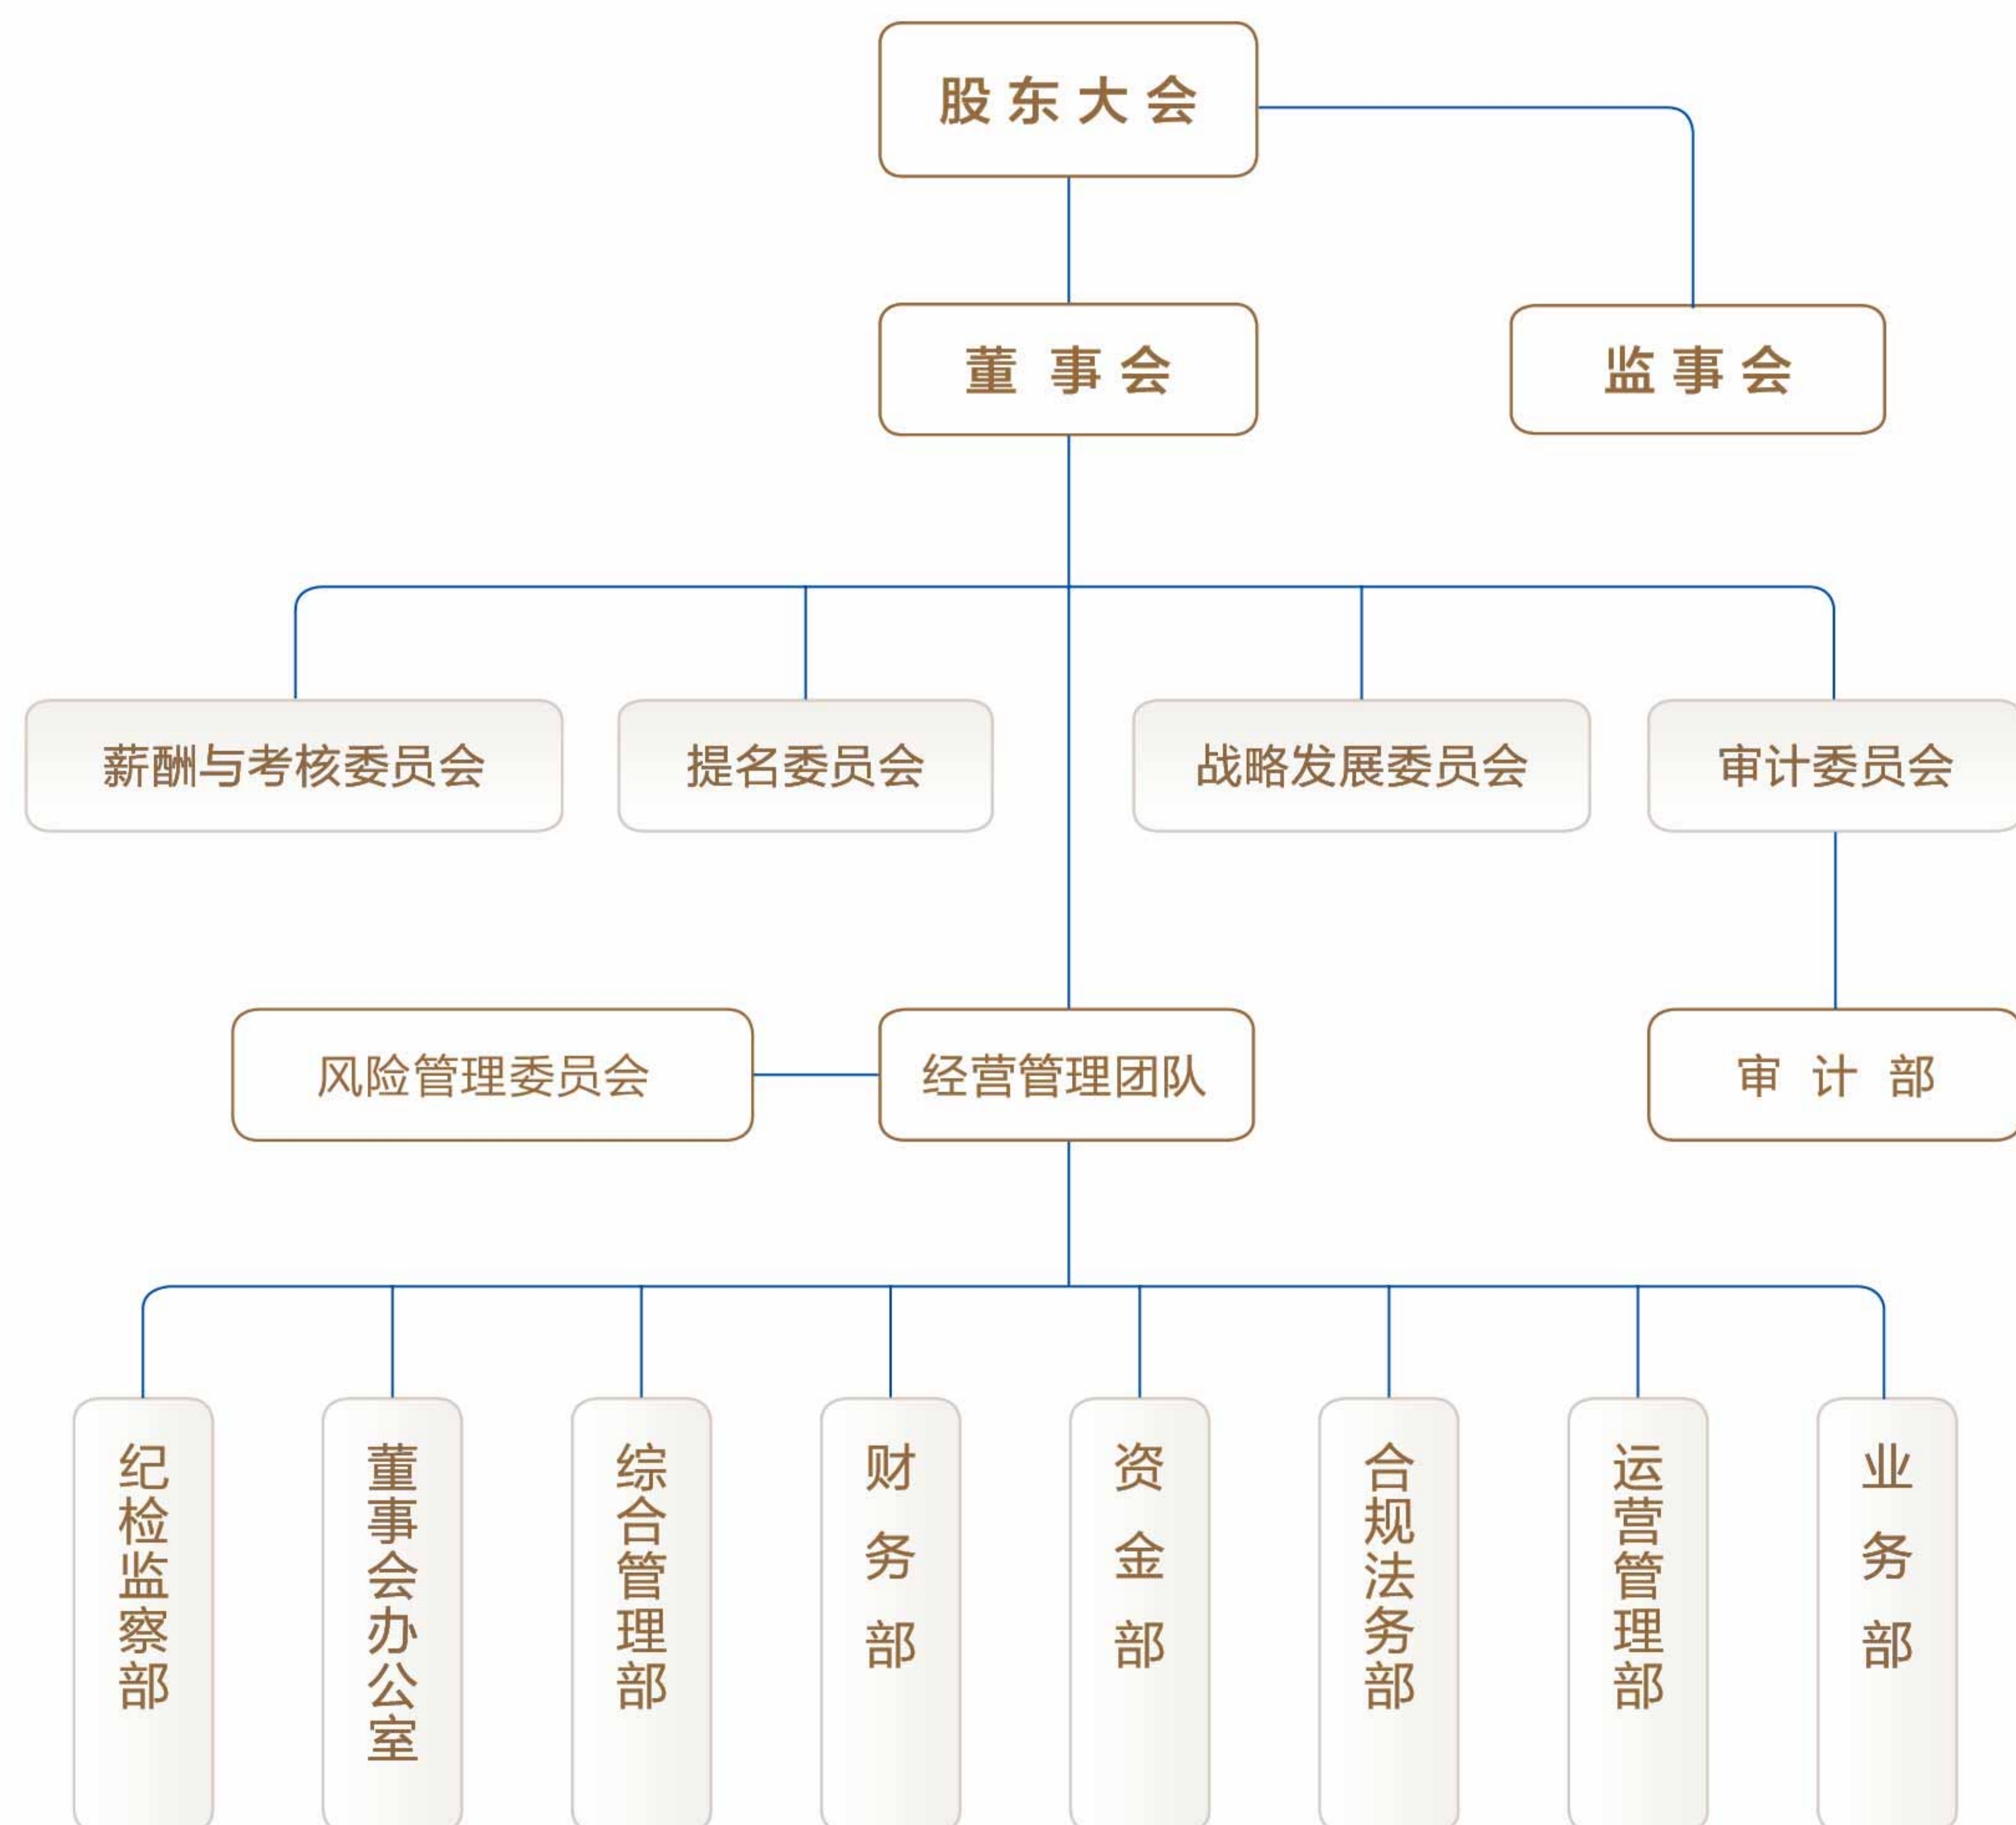 股东大会
董事会
监事会
薪酬与考核委员会
提名委员会
战略发展委员会
审计委员会
风险管理委员会
经营管理团队
审计部
纪检监察部
董事会办公室
综合管理部
财务部
资金部
合规法务部
运营管理部
业务部